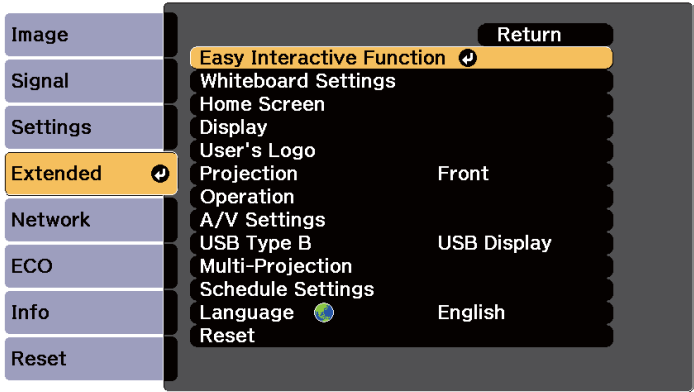 Image
Signal
Settings
Extended
Network
ECO
Info
Reset
Return
Easy Interactive Function
Whiteboard Settings
Home Screen
Display
User's Logo
Projection Front
Operation
A/V Settings
USB Type B USB Display
Multi-Projection
Schedule Settings
Language English
Reset